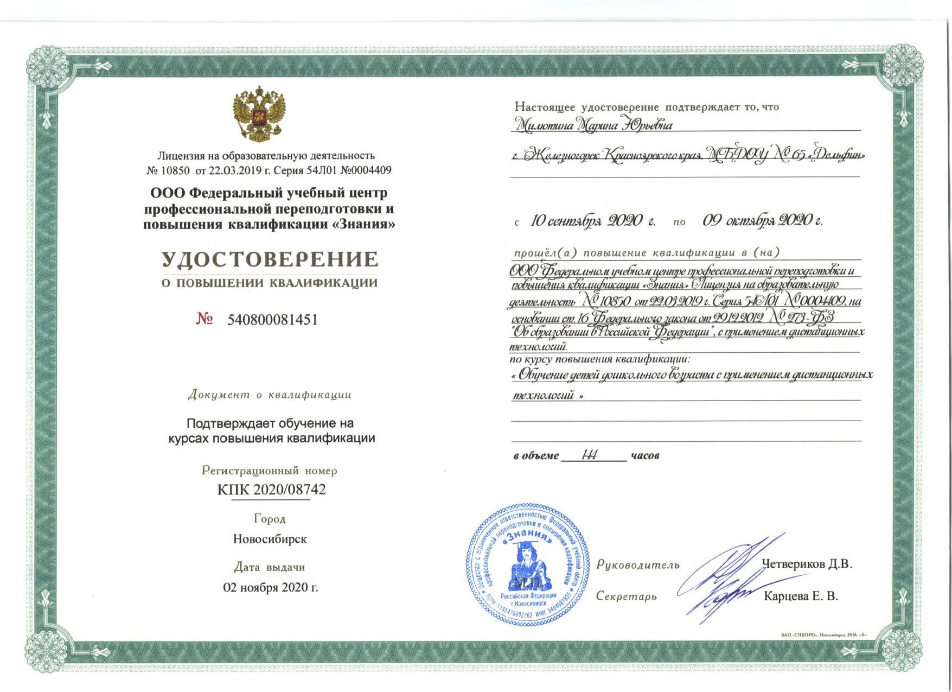 Лицензия на образовательную деятельность
№ 10850 от 22.03.2019 г. Серия 54Л01 №0004409
ООО Федеральный учебный центр
профессиональной переподготовки и
повышения квалификации «Знания»
УДОСТОВЕРЕНИЕ
О ПОВЫШЕНИИ КВАЛИФИКАЦИИ
№ 540800081451
Документ о квалификации
Подтверждает обучение на
курсах повышения квалификации
Регистрационный номер
КПК 2020/08742
Город
Новосибирск
Дата выдачи
02 ноября 2020 г.
Настоящее удостоверение подтверждает то, что
Милютина Марина Юрьевна
г. Железногорск Красноярского края, МБДОУ № 65 «Дельфин»
с 10 сентября 2020 г. по 09 октября 2020 г.
прошёл(а) повышение квалификации в (на)
ООО Федеральном учебном центре профессиональной переподготовки и
повышения квалификации «Знания» Лицензия на образовательную
деятельность № 10850 от 22.03.2019 г. Серия 54Л01 №0004409, на
основании ст. 16 Федерального закона от 29.12.2012 № 273-ФЗ
"Об образовании в Российской Федерации", с применением дистанционных
технологий.
по курсу повышения квалификации:
« Обучение детей дошкольного возраста с применением дистанционных
технологий »
в объеме 144 часов
«Знания»
М.П.
Российская Федерация
г.Новосибирск
Руководитель Четвериков Д.В.
Секретарь Карцева Е. В.